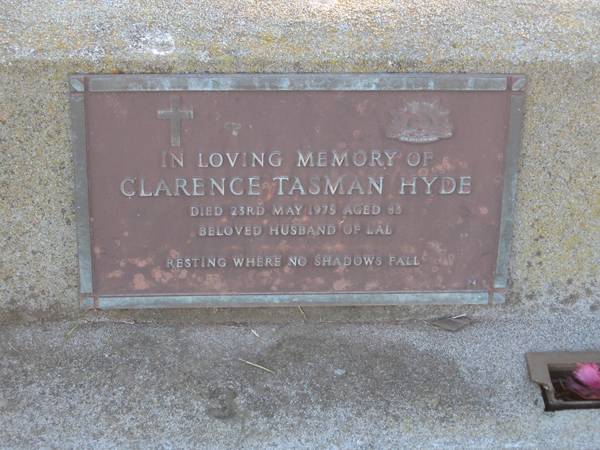 IN LOVING MEMORY OF
CLARENCE TASMAN HYDE
DIED 23RD MAY 1975 AGED 83
BELOVED HUSBAND OF LAL
RESTING WHERE NO SHADOWS FALL